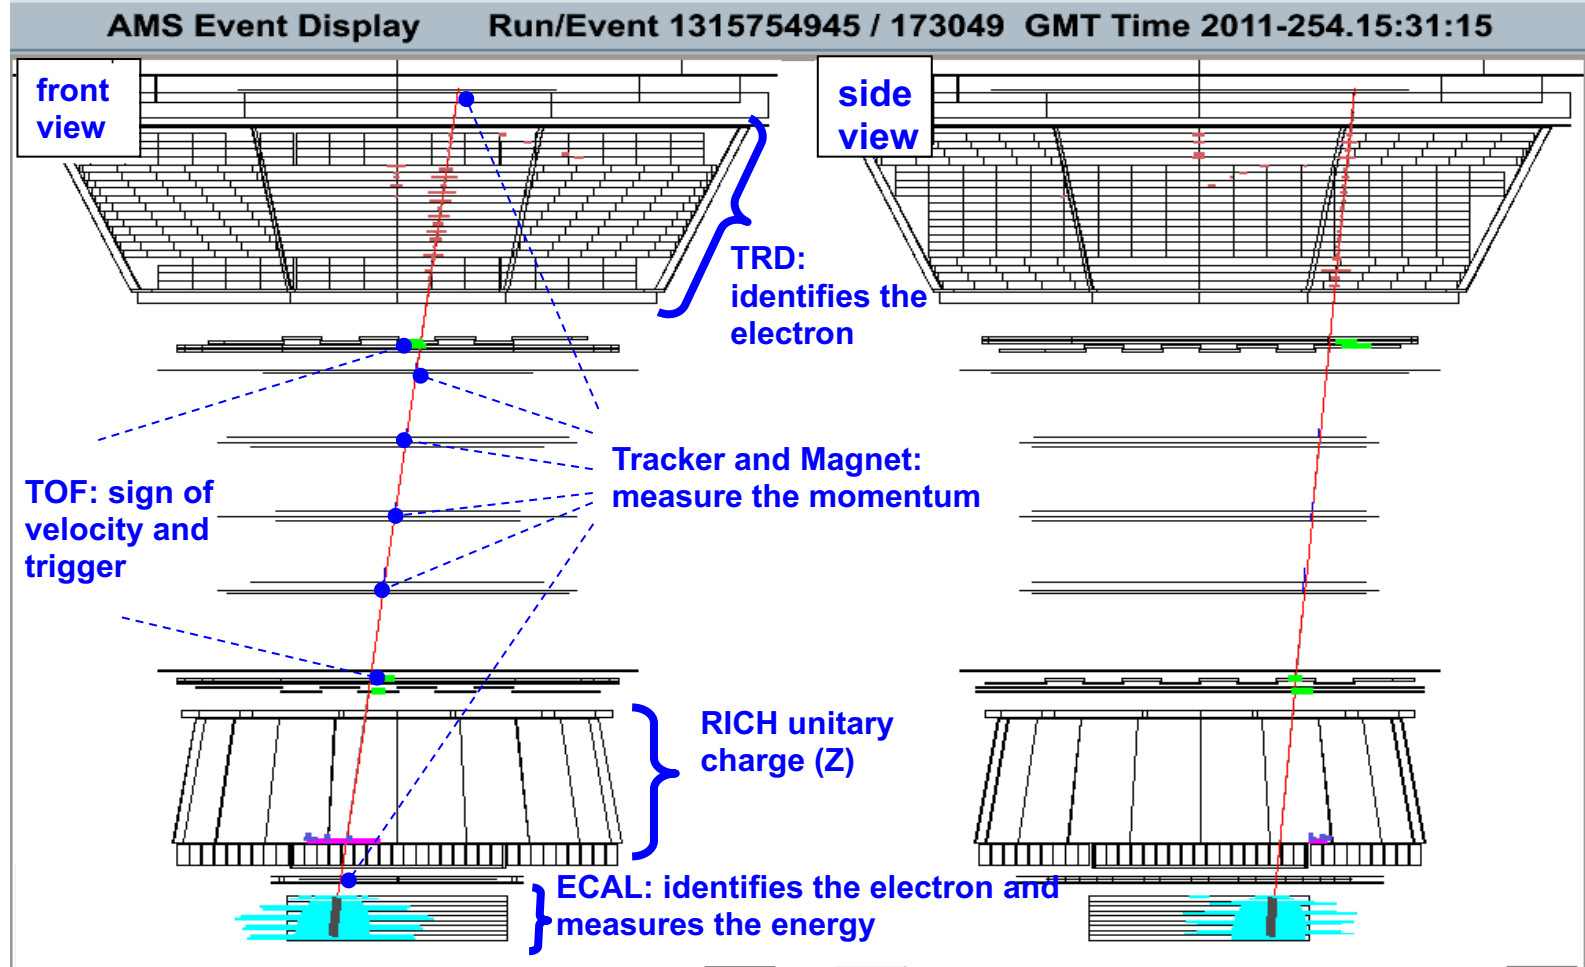 AMS Event Display Run/Event 1315754945 / 173049 GMT Time 2011-254.15:31:15
front
view
side
view
TRD:
identifies the
electron
Tracker and Magnet:
measure the momentum
TOF: sign of
velocity and
trigger
RICH unitary
charge (Z)
ECAL: identifies the electron and
measures the energy